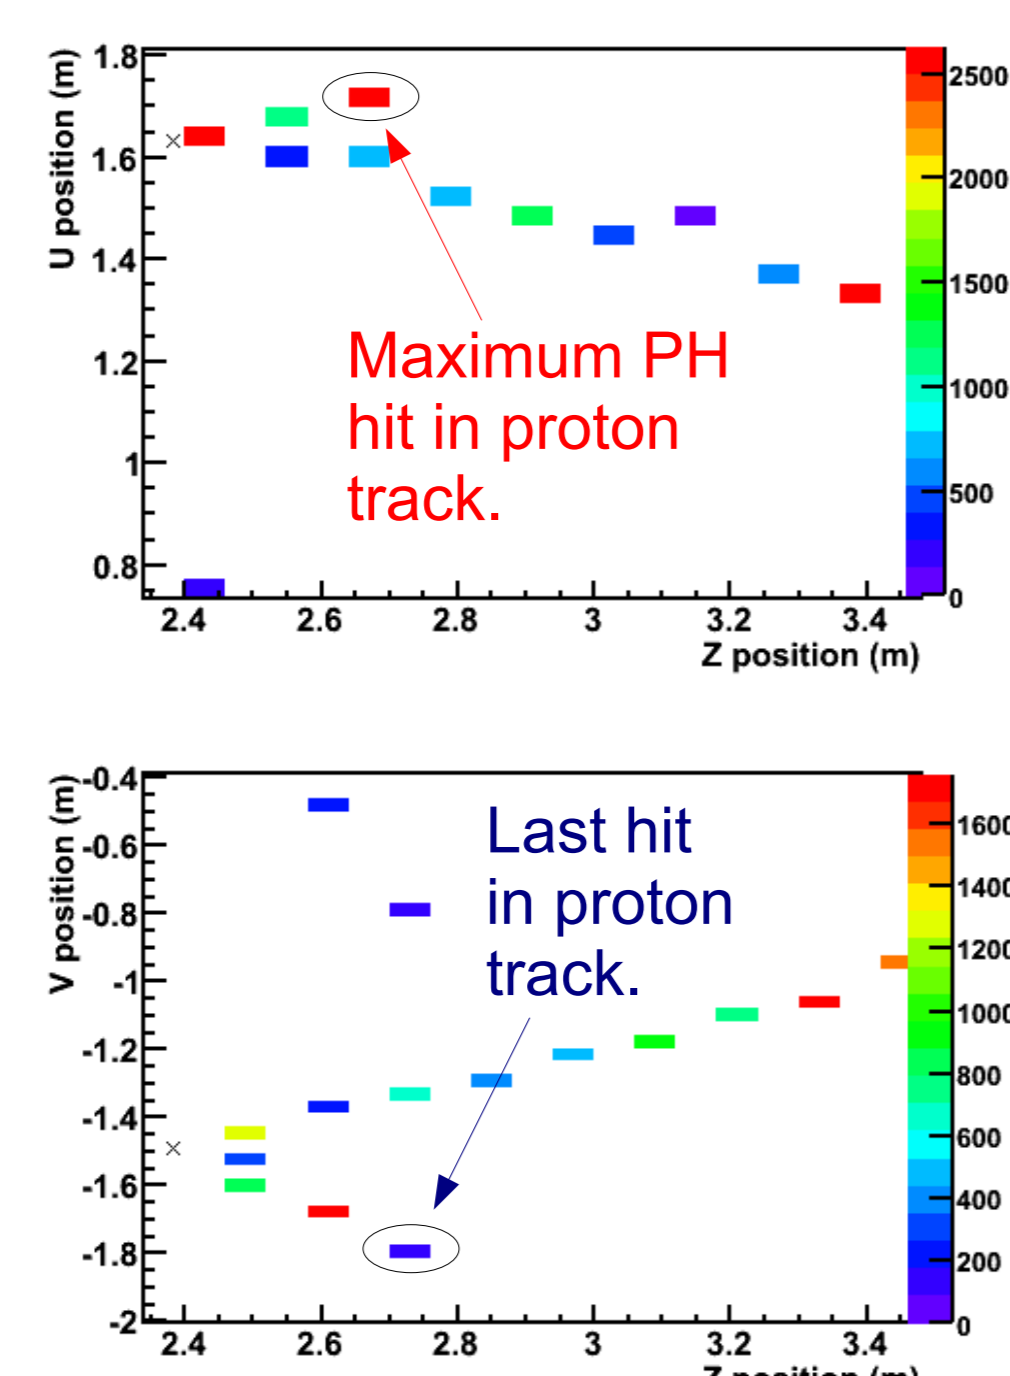 U position (m)
1.8
1.6
1.4
1.2
1
0.8
Maximum PH
hit in proton
track.
2500
2000
1500
1000
500
0
2.4 2.6 2.8 3 3.2 3.4
Z position (m)
V position (m)
-0.4
-0.6
-0.8
-1
-1.2
-1.4
-1.6
-1.8
-2
Last hit
in proton
track.
1600
1400
1200
1000
800
600
400
200
0
2.4 2.6 2.8 3 3.2 3.4
Z position (m)